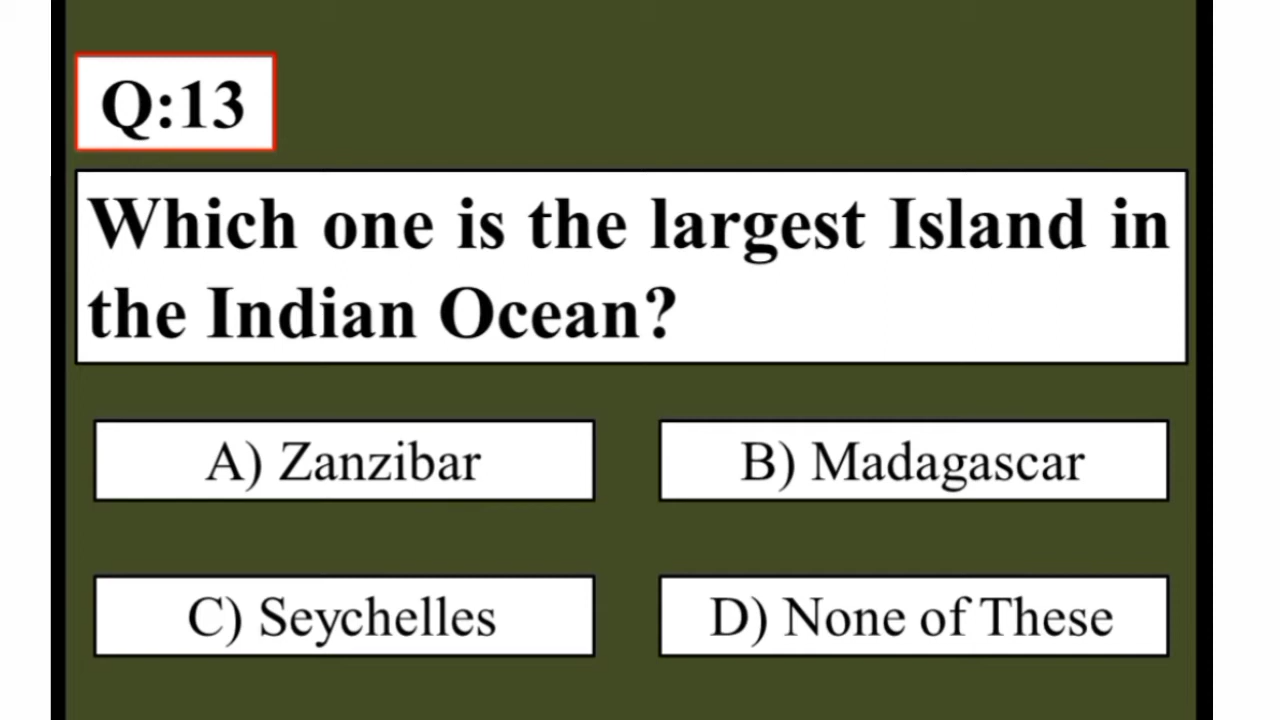 Q:13
Which one is the largest Island in
the Indian Ocean?
A) Zanzibar
B) Madagascar
C) Seychelles
D) None of These